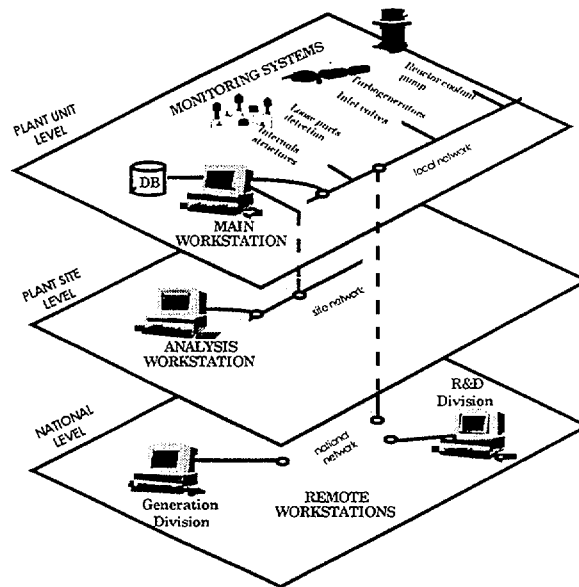 PLANT UNIT
LEVEL
MONITORING SYSTEMS
Reactor coolant
pump
Turbogenerators
Inlet valves
Loose parts
detection
Internals
structures
local network
DB
MAIN
WORKSTATION
PLANT SITE
LEVEL
site network
ANALYSIS
WORKSTATION
NATIONAL
LEVEL
R&D
Division
national
network
Generation
Division
REMOTE
WORKSTATIONS